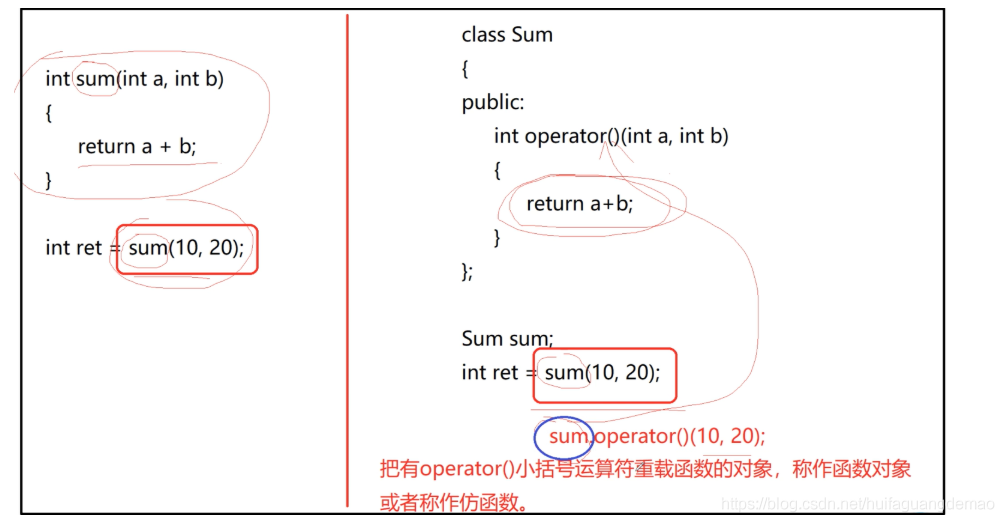 int sum(int a, int b)
{
return a + b;
}
int ret = sum(10, 20);
class Sum
{
public:
int operator()(int a, int b)
{
return a+b;
}
};
Sum sum;
int ret = sum(10, 20);
sum.operator()(10, 20);
把有operator()小括号运算符重载函数的对象，称作函数对象
或者称作仿函数。
https://blog.csdn.net/huifaguangdemao